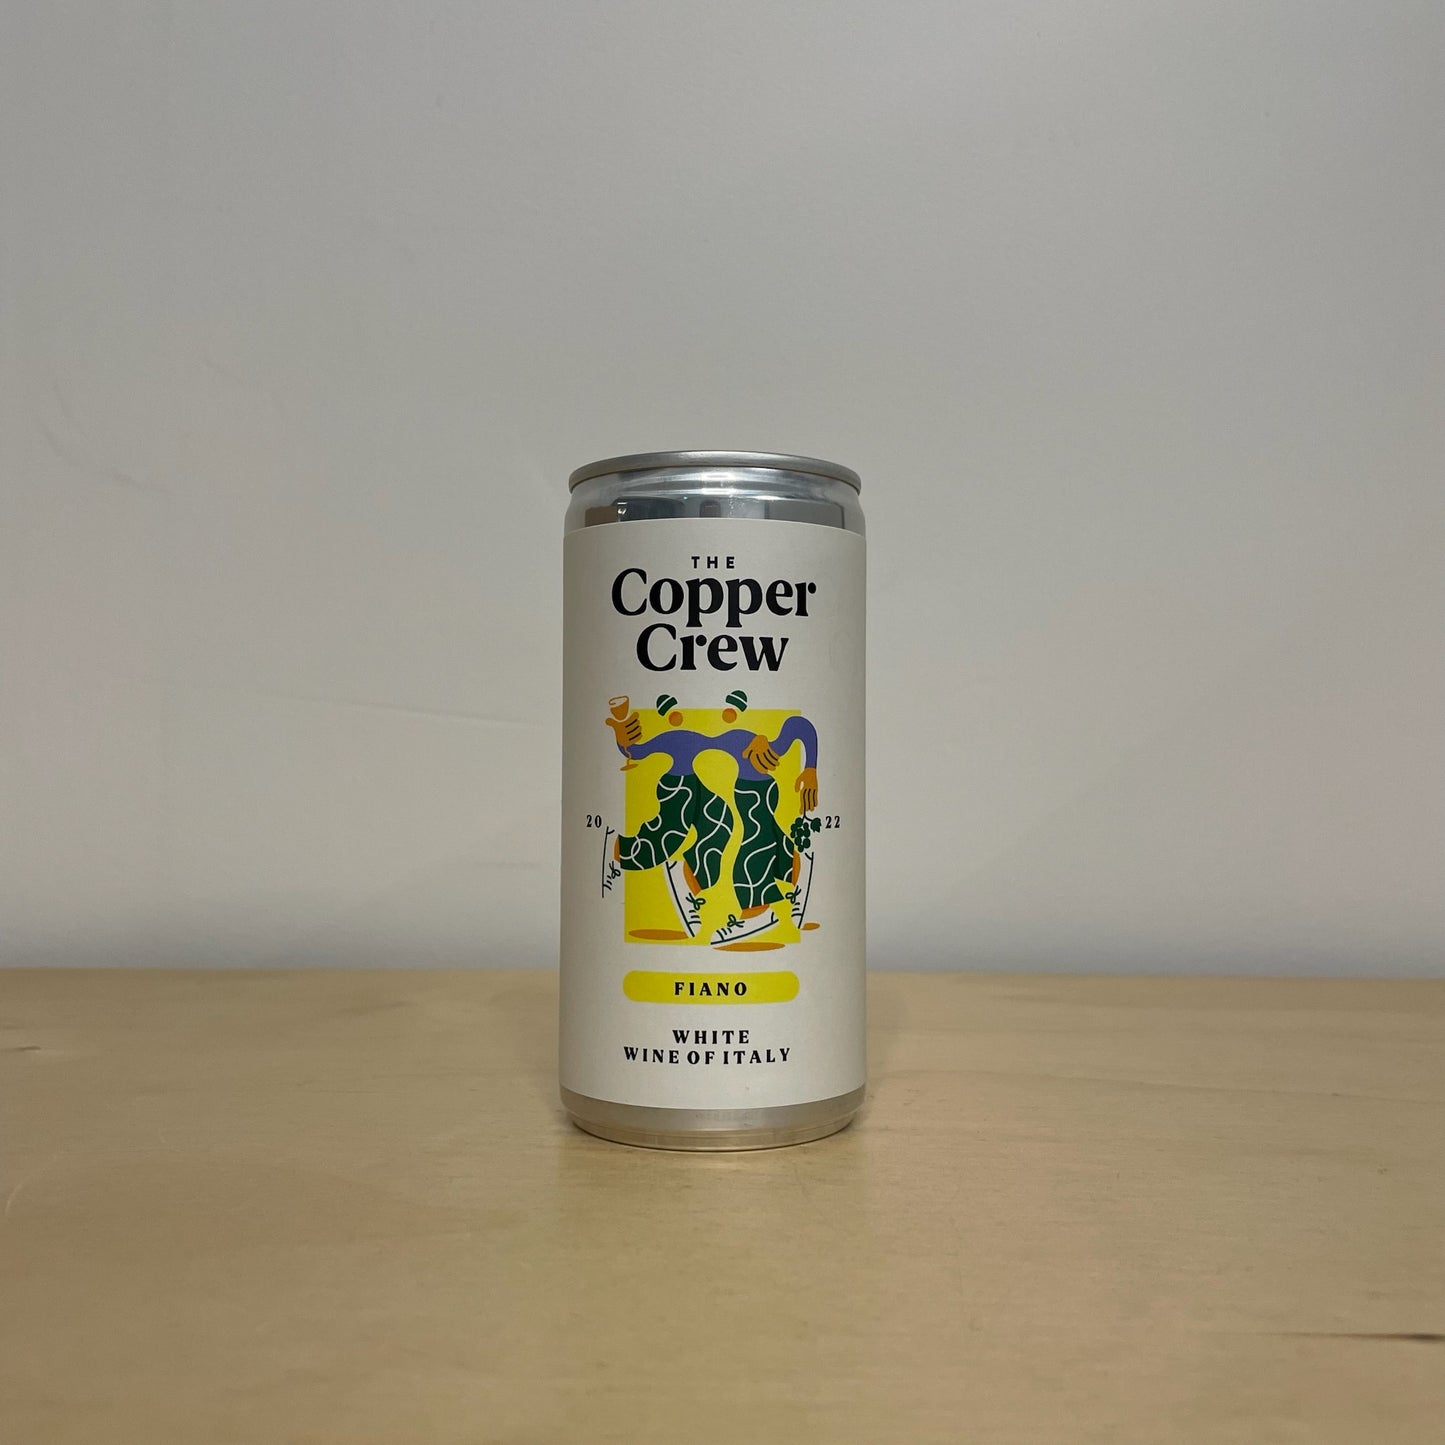 THE
Copper
Crew
20 22
FIANO
WHITE
WINE OF ITALY